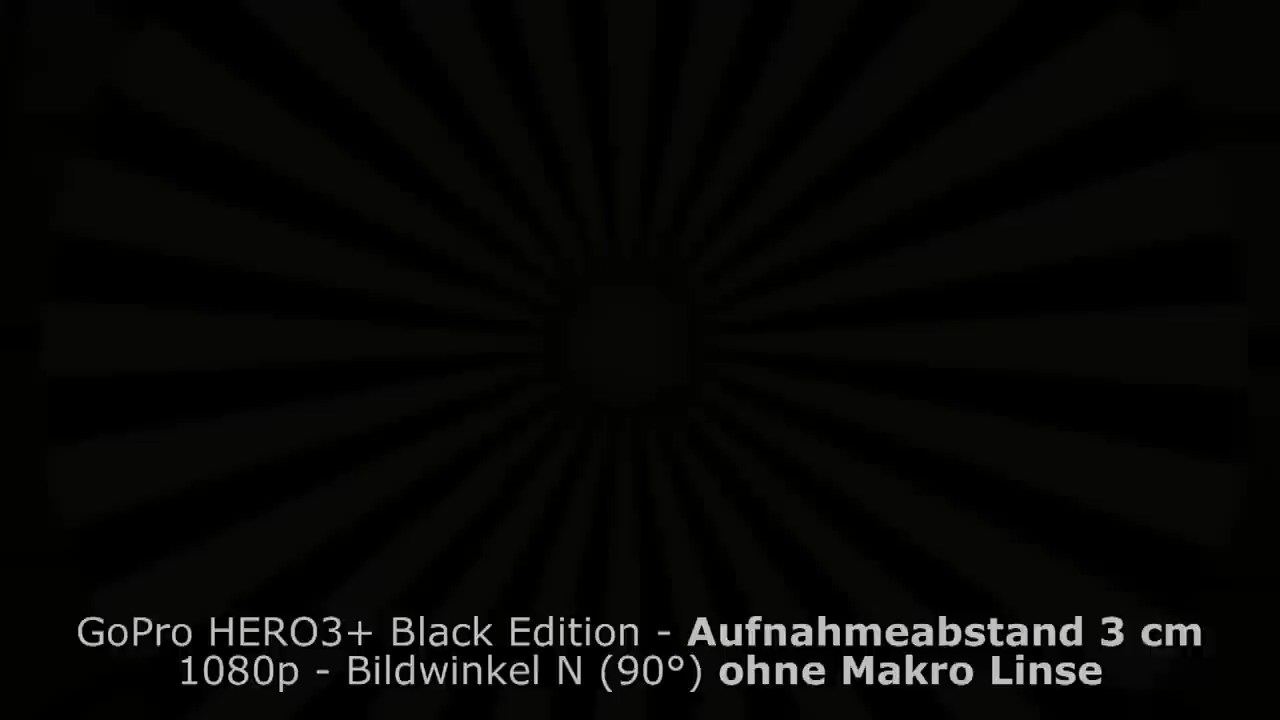 GoPro HERO3+ Black Edition - Aufnahmeabstand 3 cm
1080p - Bildwinkel N (90°) ohne Makro Linse